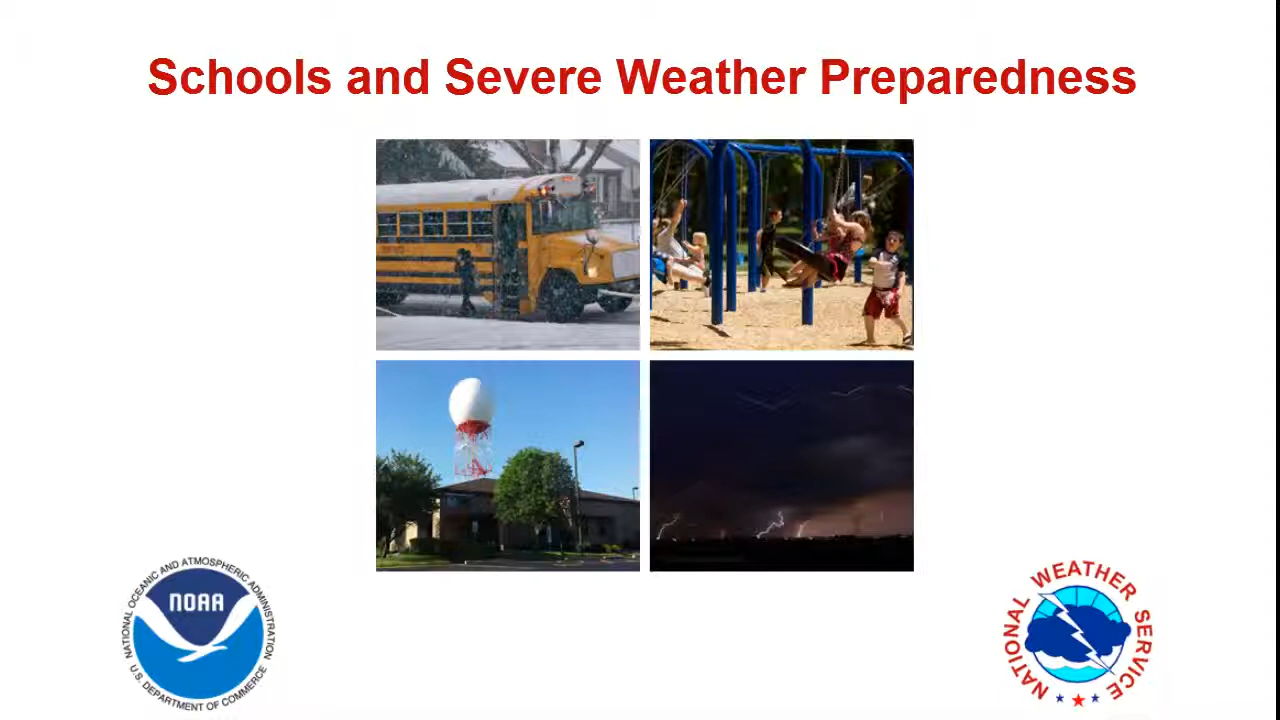 Schools and Severe Weather Preparedness
NATIONAL OCEANIC AND ATMOSPHERIC ADMINISTRATION
NOAA
U.S. DEPARTMENT OF COMMERCE
NATIONAL WEATHER SERVICE